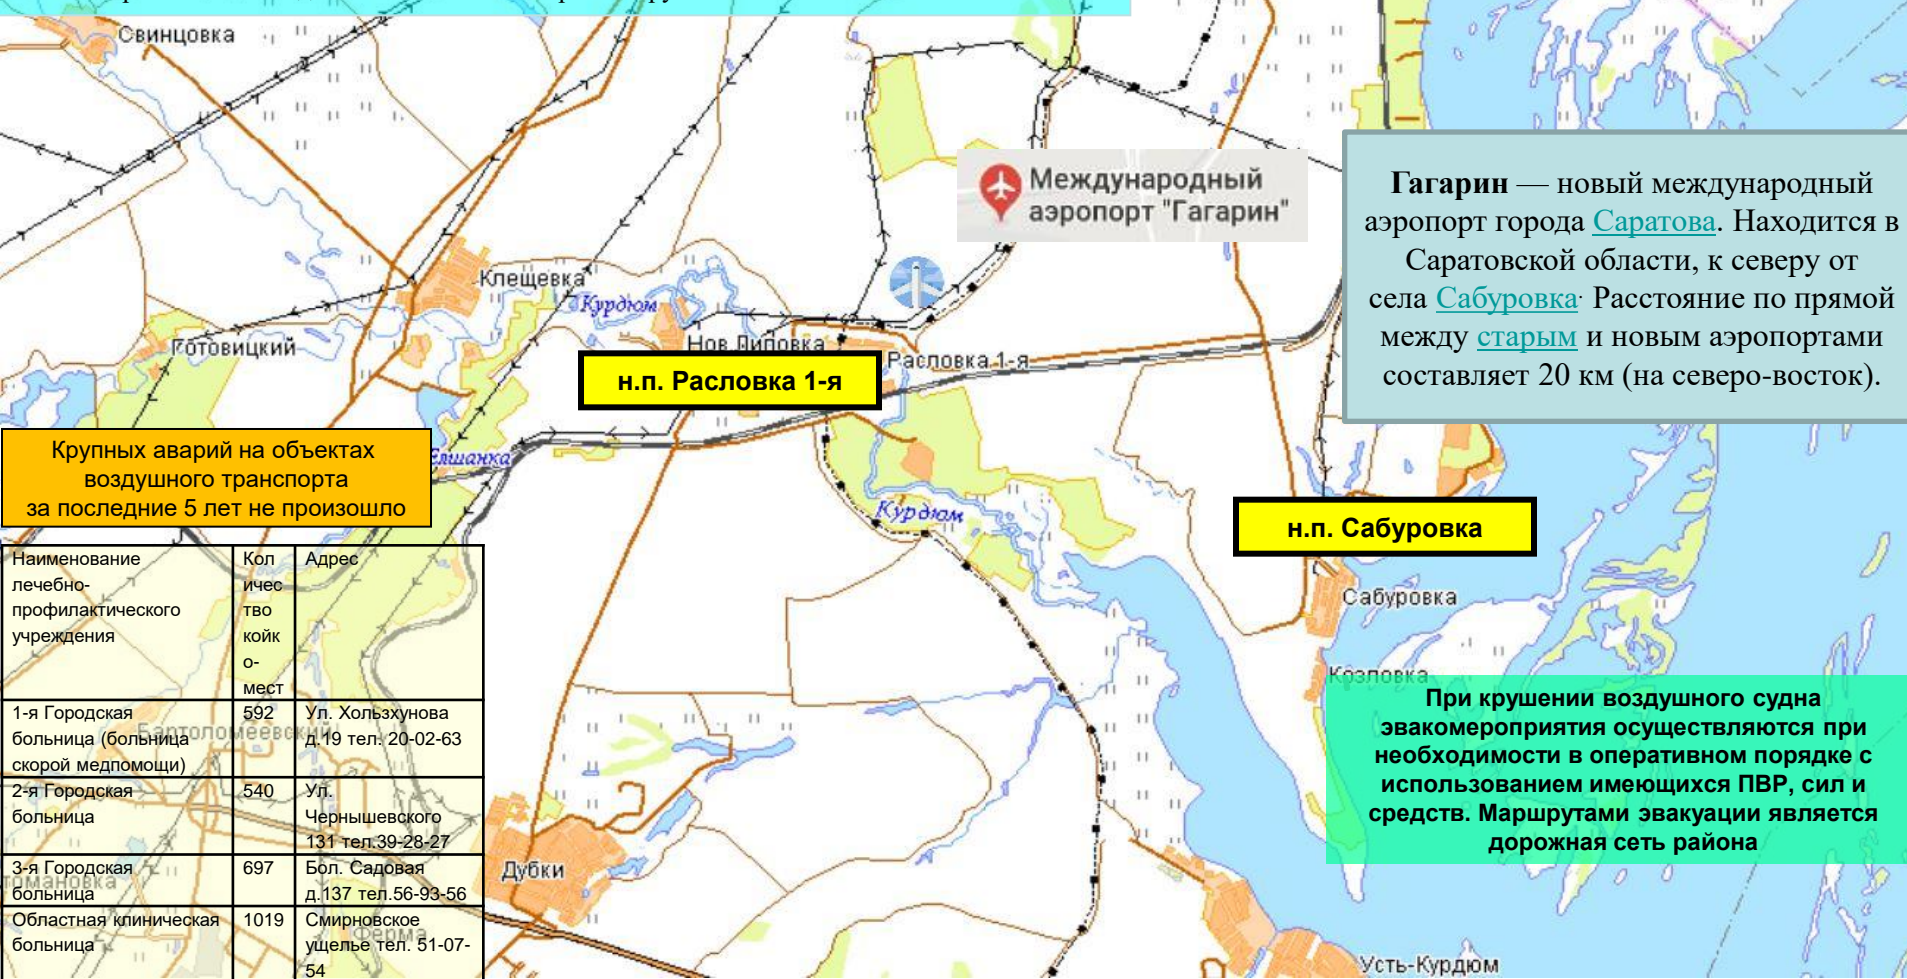 Свинцовка
Международный
аэропорт "Гагарин"
Гагарин — новый международный
аэропорт города Саратова. Находится в
Саратовской области, к северу от
села Сабуровка. Расстояние по прямой
между старым и новым аэропортами
составляет 20 км (на северо-восток).
Клещевка
Курдюм
Готовицкий
Нов.Липовка
Расловка 1-я
н.п. Расловка 1-я
Крупных аварий на объектах
воздушного транспорта
за последние 5 лет не произошло
Елшанка
Курдюм
н.п. Сабуровка
Сабуровка
Козловка
При крушении воздушного судна
эвакомероприятия осуществляются при
необходимости в оперативном порядке с
использованием имеющихся ПВР, сил и
средств. Маршрутами эвакуации является
дорожная сеть района
Наименование
лечебно-
профилактического
учреждения
Кол
ичес
тво
койк
о-
мест
Адрес
1-я Городская
больница (больница
скорой медпомощи)
592
Ул. Хользхунова
д.19 тел. 20-02-63
Бартоломеевский
2-я Городская
больница
540
Ул.
Чернышевского
131 тел.39-28-27
3-я Городская
больница
697
Бол. Садовая
д.137 тел.56-93-56
Областная клиническая
больница
1019
Смирновское
ущелье тел. 51-07-
54
Ферма
Дубки
Усть-Курдюм